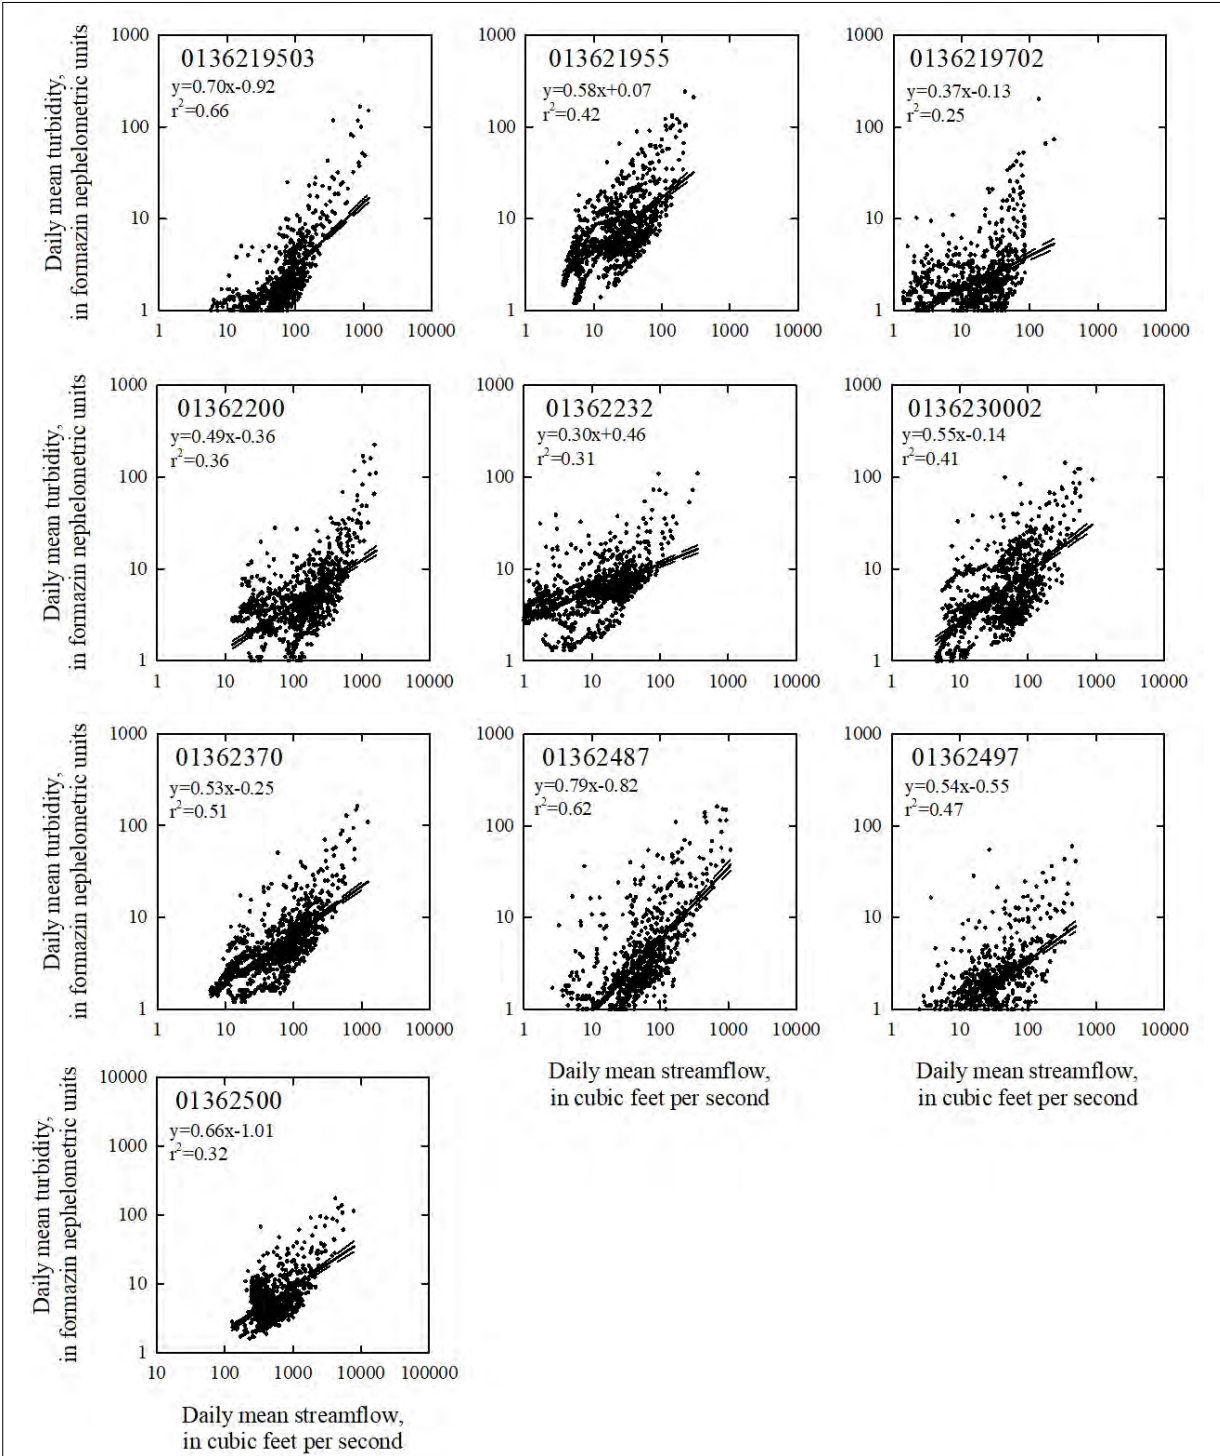 Daily mean turbidity,
in formazin nephelometric units
1000
100
10
1
0136219503
y=0.70x-0.92
r²=0.66
1 10 100 1000 10000
1000
100
10
1
013621955
y=0.58x+0.07
r²=0.42
1 10 100 1000 10000
1000
100
10
1
0136219702
y=0.37x-0.13
r²=0.25
1 10 100 1000 10000
Daily mean turbidity,
in formazin nephelometric units
1000
100
10
1
01362200
y=0.49x-0.36
r²=0.36
1 10 100 1000 10000
1000
100
10
1
01362232
y=0.30x+0.46
r²=0.31
1 10 100 1000 10000
1000
100
10
1
0136230002
y=0.55x-0.14
r²=0.41
1 10 100 1000 10000
Daily mean turbidity,
in formazin nephelometric units
1000
100
10
1
01362370
y=0.53x-0.25
r²=0.51
1 10 100 1000 10000
1000
100
10
1
01362487
y=0.79x-0.82
r²=0.62
1 10 100 1000 10000
Daily mean streamflow,
in cubic feet per second
1000
100
10
1
01362497
y=0.54x-0.55
r²=0.47
1 10 100 1000 10000
Daily mean streamflow,
in cubic feet per second
Daily mean turbidity,
in formazin nephelometric units
10000
1000
100
10
1
01362500
y=0.66x-1.01
r²=0.32
10 100 1000 10000 100000
Daily mean streamflow,
in cubic feet per second